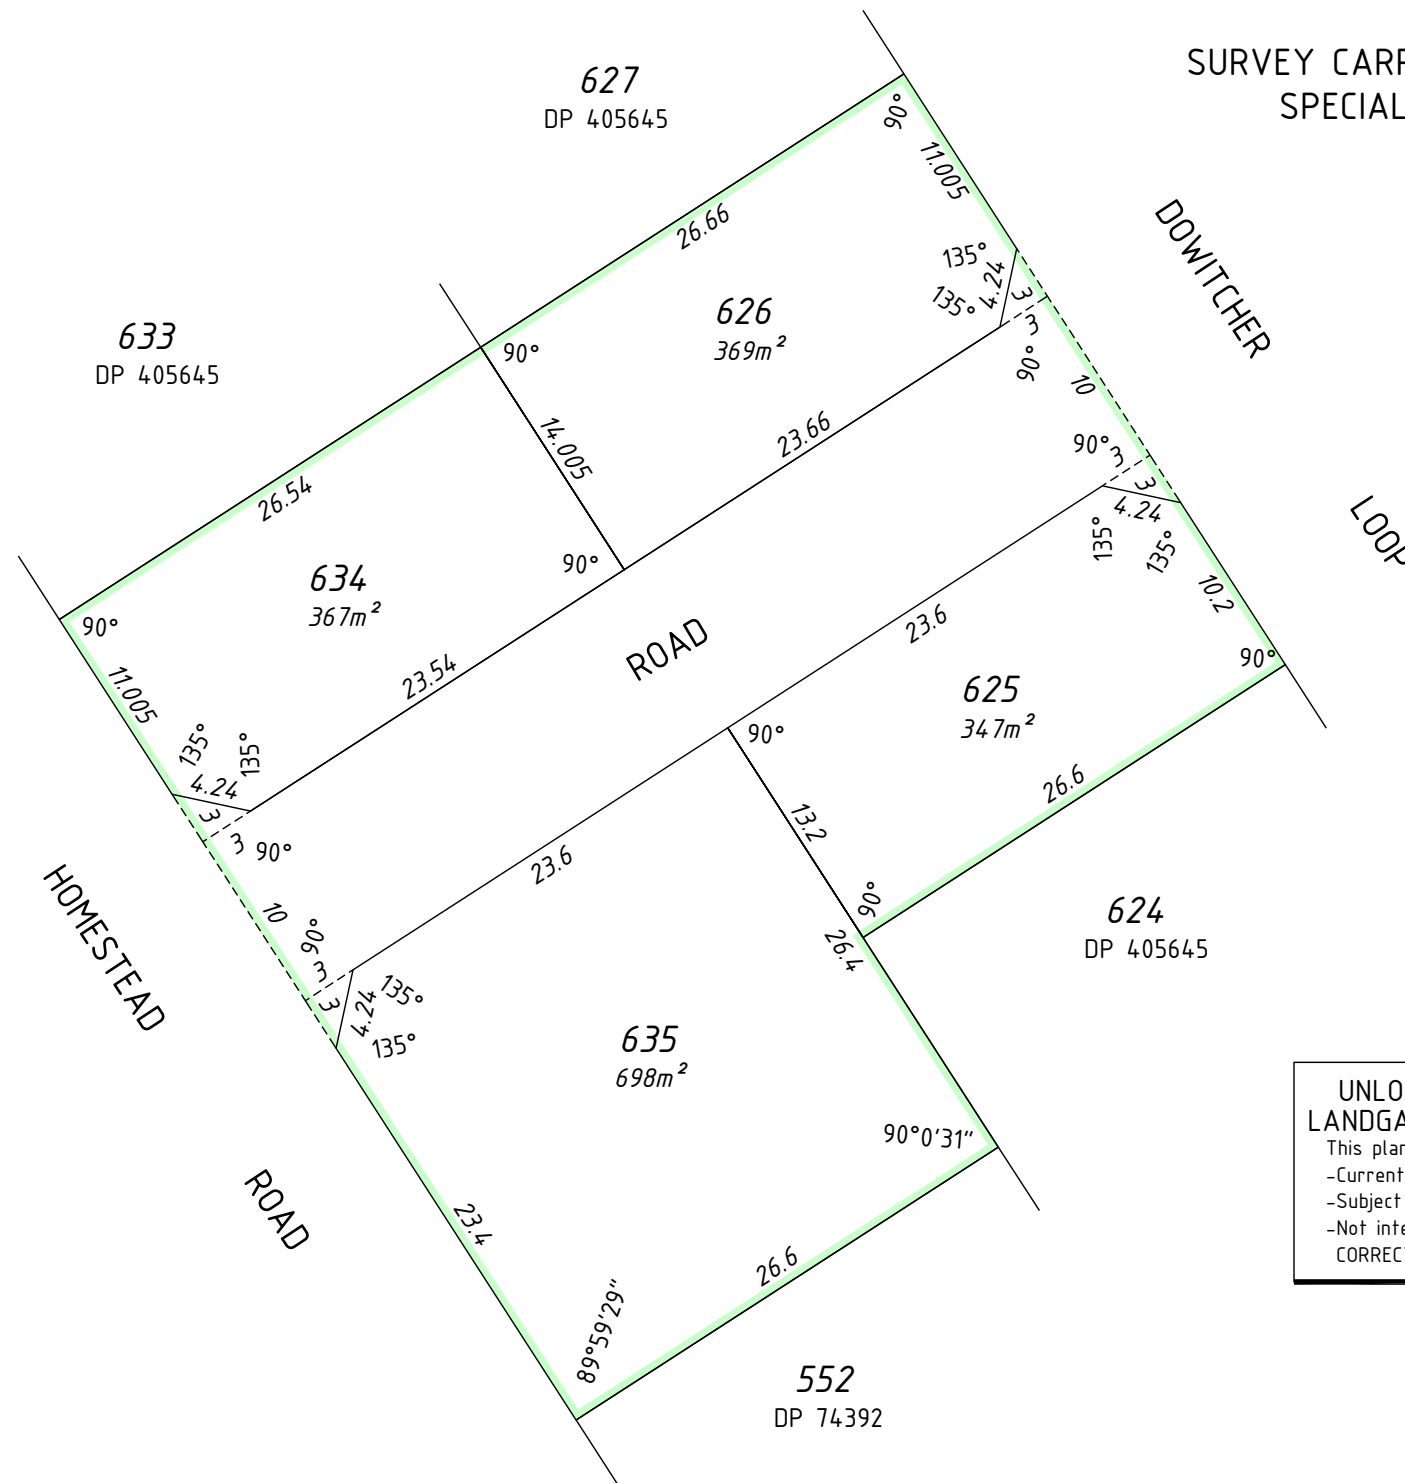 SURVEY CARR
SPECIAL
627
DP 405645
90°
11.005
DOWITCHER
26.66
135°
4.24
135°
3
3
626
369m²
90°
633
DP 405645
90°
10
14.005
23.66
90°
3
3
4.24
135°
135°
LOOP
26.54
90°
634
367m²
90°
10.2
23.6
ROAD
11.005
23.54
625
347m²
90°
90°
135°
135°
4.24
3
3
90°
26.6
13.2
23.6
HOMESTEAD
10
90°
90°
26.4
624
DP 405645
3
3
4.24
135°
135°
635
698m²
90°0'31"
UNLO
LANDGA
This plan
-Current
-Subject
-Not inte
CORREC
ROAD
23.4
26.6
89°59'29"
552
DP 74392